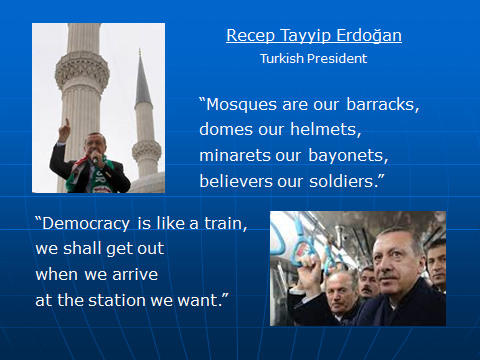 Recep Tayyip Erdoğan
Turkish President
“Mosques are our barracks,
domes our helmets,
minarets our bayonets,
believers our soldiers.”
“Democracy is like a train,
we shall get out
when we arrive
at the station we want.”